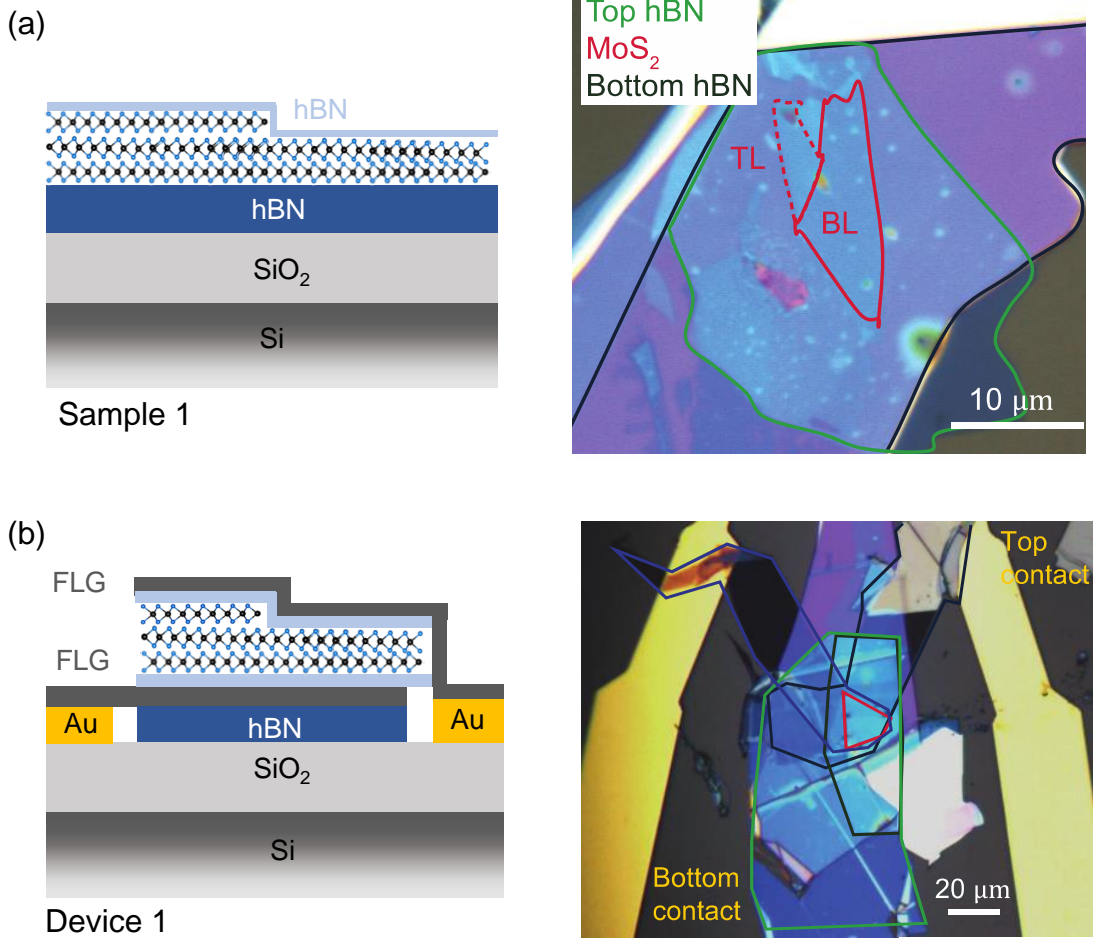 (a)
hBN
hBN
SiO₂
Si
Sample 1
Top hBN
MoS₂
Bottom hBN
TL
BL
10 μm
(b)
FLG
FLG
Au
hBN
Au
SiO₂
Si
Device 1
Top
contact
Bottom
contact
20 μm